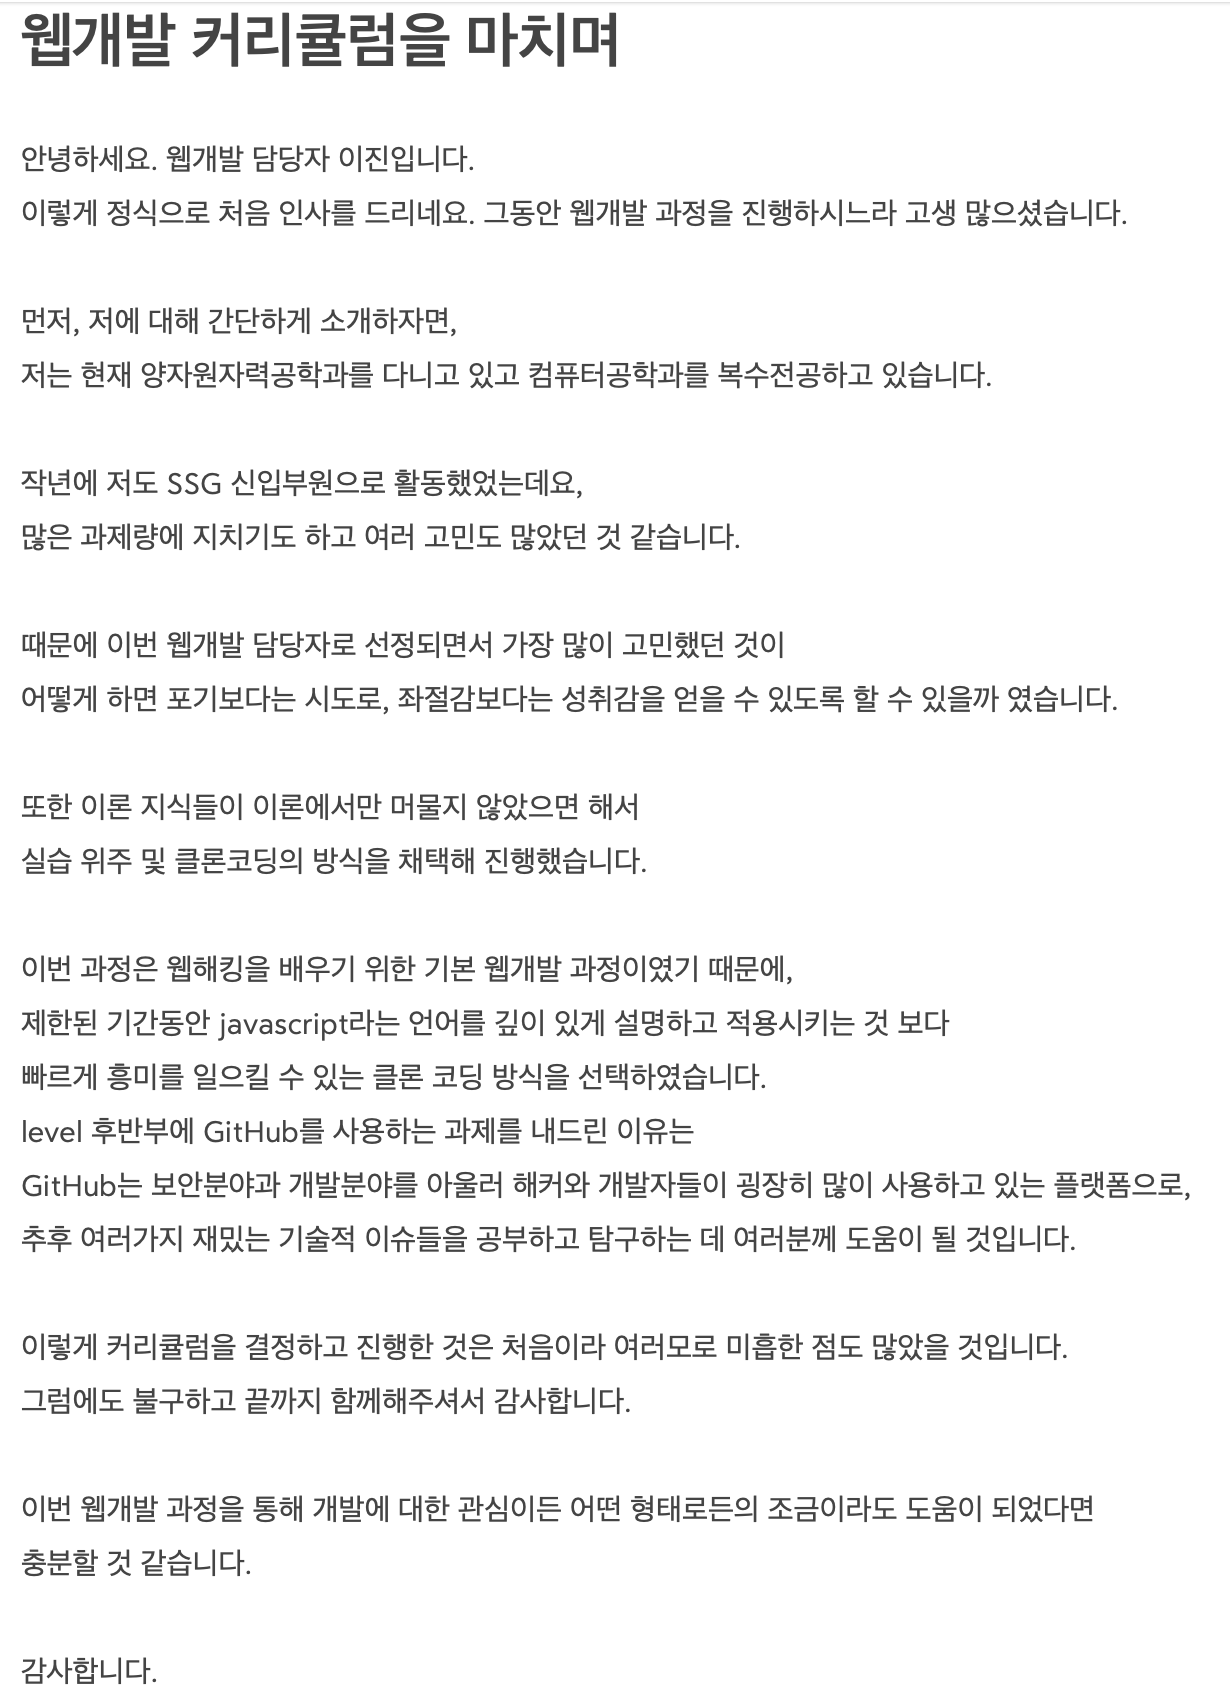 웹개발 커리큘럼을 마치며
안녕하세요. 웹개발 담당자 이진입니다.
이렇게 정식으로 처음 인사를 드리네요. 그동안 웹개발 과정을 진행하시느라 고생 많으셨습니다.
먼저, 저에 대해 간단하게 소개하자면,
저는 현재 양자원자력공학과를 다니고 있고 컴퓨터공학과를 복수전공하고 있습니다.
작년에 저도 SSG 신입부원으로 활동했었는데요,
많은 과제량에 지치기도 하고 여러 고민도 많았던 것 같습니다.
때문에 이번 웹개발 담당자로 선정되면서 가장 많이 고민했던 것이
어떻게 하면 포기보다는 시도로, 좌절감보다는 성취감을 얻을 수 있도록 할 수 있을까 였습니다.
또한 이론 지식들이 이론에서만 머물지 않았으면 해서
실습 위주 및 클론코딩의 방식을 채택해 진행했습니다.
이번 과정은 웹해킹을 배우기 위한 기본 웹개발 과정이였기 때문에,
제한된 기간동안 javascript라는 언어를 깊이 있게 설명하고 적용시키는 것 보다
빠르게 흥미를 일으킬 수 있는 클론 코딩 방식을 선택하였습니다.
level 후반부에 GitHub를 사용하는 과제를 내드린 이유는
GitHub는 보안분야과 개발분야를 아울러 해커와 개발자들이 굉장히 많이 사용하고 있는 플랫폼으로,
추후 여러가지 재밌는 기술적 이슈들을 공부하고 탐구하는 데 여러분께 도움이 될 것입니다.
이렇게 커리큘럼을 결정하고 진행한 것은 처음이라 여러모로 미흡한 점도 많았을 것입니다.
그럼에도 불구하고 끝까지 함께해주셔서 감사합니다.
이번 웹개발 과정을 통해 개발에 대한 관심이든 어떤 형태로든의 조금이라도 도움이 되었다면
충분할 것 같습니다.
감사합니다.